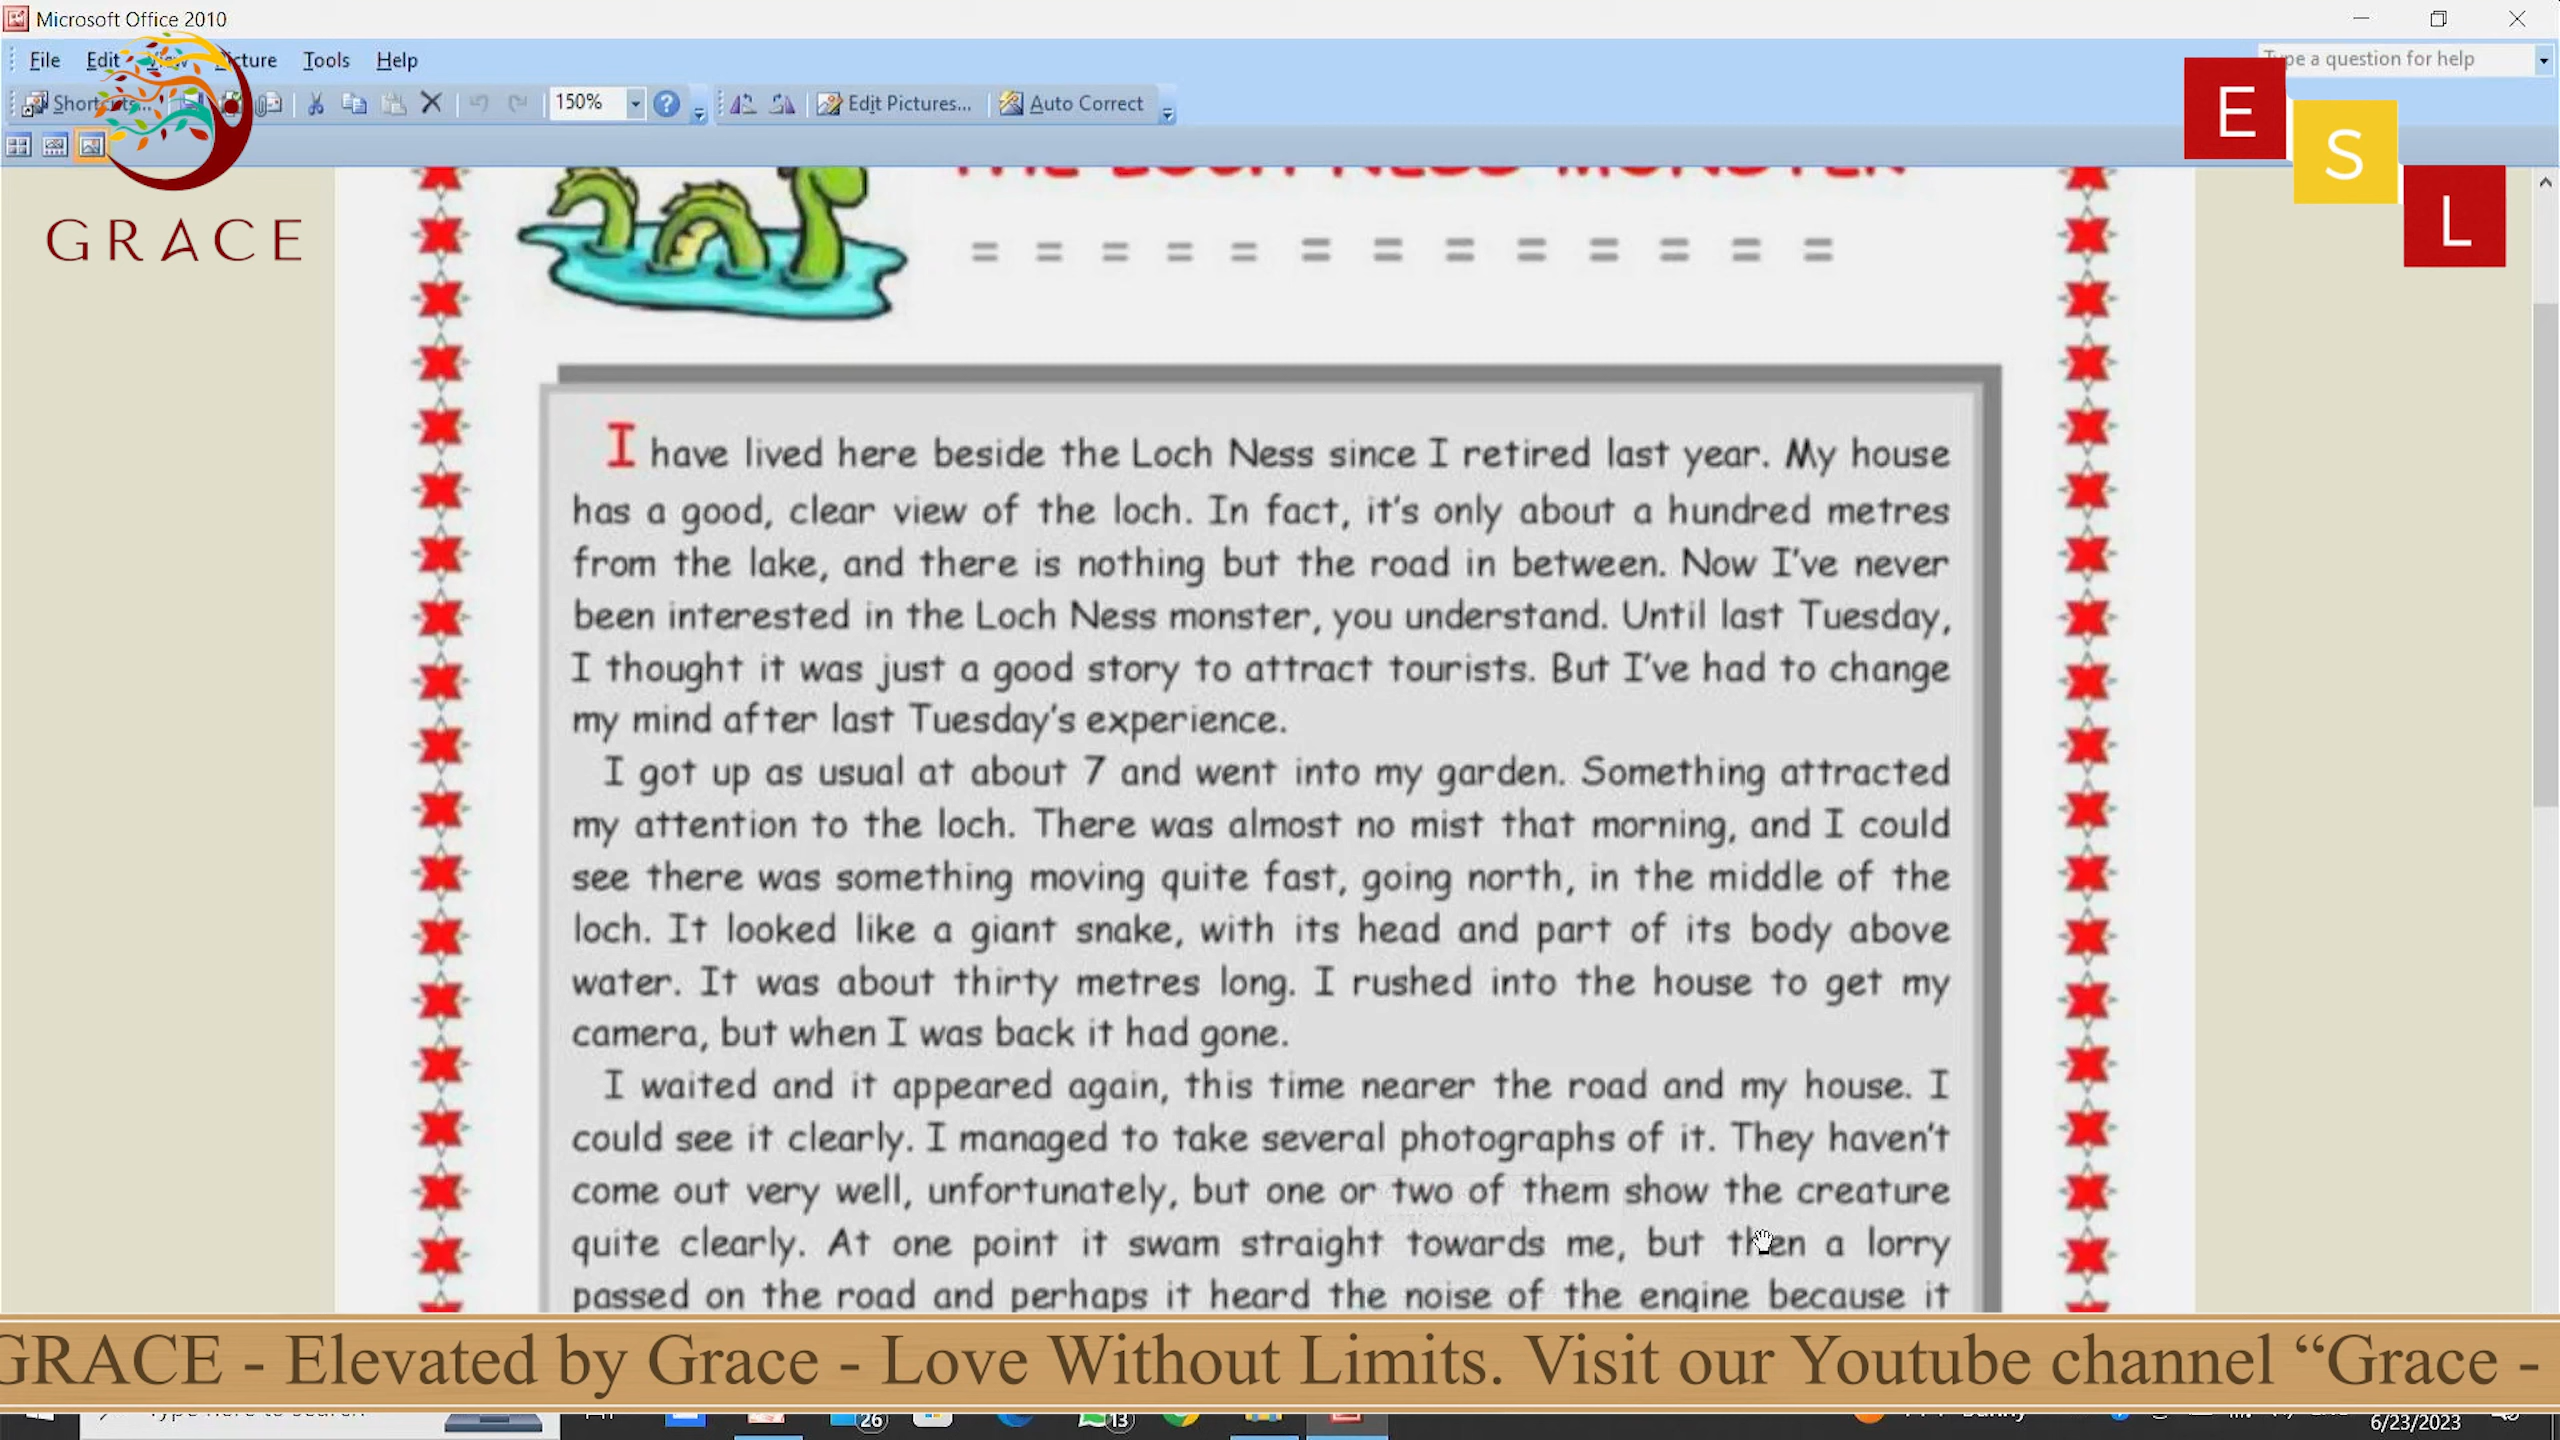 Microsoft Office 2010
File Edit View Picture Tools Help
Type a question for help
150%
Edit Pictures...
Auto Correct
GRACE
E
S
L
THE LOCH NESS MONSTER
= = = = = = = = = = = = =
I have lived here beside the Loch Ness since I retired last year. My house
has a good, clear view of the loch. In fact, it's only about a hundred metres
from the lake, and there is nothing but the road in between. Now I've never
been interested in the Loch Ness monster, you understand. Until last Tuesday,
I thought it was just a good story to attract tourists. But I've had to change
my mind after last Tuesday's experience.
I got up as usual at about 7 and went into my garden. Something attracted
my attention to the loch. There was almost no mist that morning, and I could
see there was something moving quite fast, going north, in the middle of the
loch. It looked like a giant snake, with its head and part of its body above
water. It was about thirty metres long. I rushed into the house to get my
camera, but when I was back it had gone.
I waited and it appeared again, this time nearer the road and my house. I
could see it clearly. I managed to take several photographs of it. They haven't
come out very well, unfortunately, but one or two of them show the creature
quite clearly. At one point it swam straight towards me, but then a lorry
passed on the road and perhaps it heard the noise of the engine because it
GRACE - Elevated by Grace - Love Without Limits. Visit our Youtube channel “Grace -
26
13
6/23/2023